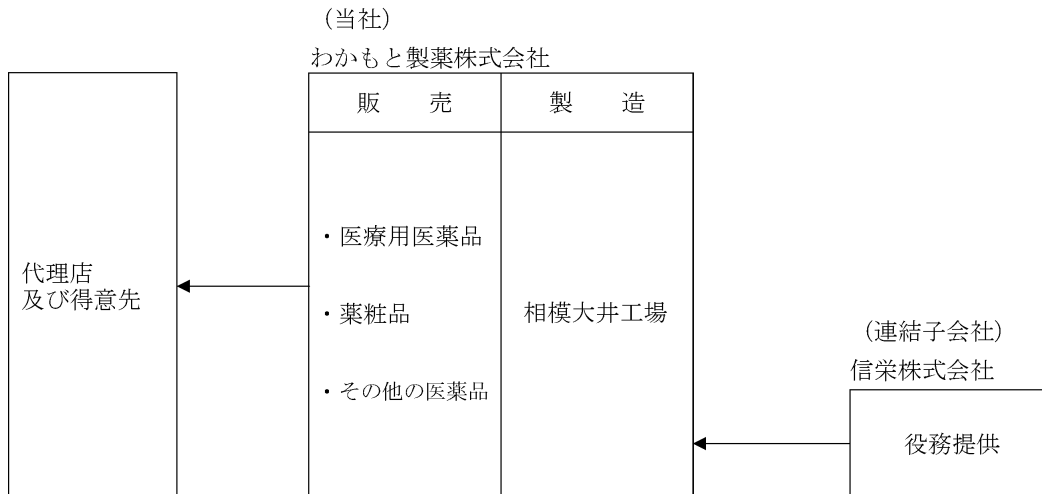 （当社）
わかもと製薬株式会社
販　　売
製　　造
・医療用医薬品
代理店
及び得意先
・薬粧品
相模大井工場
（連結子会社）
信栄株式会社
・その他の医薬品
役務提供